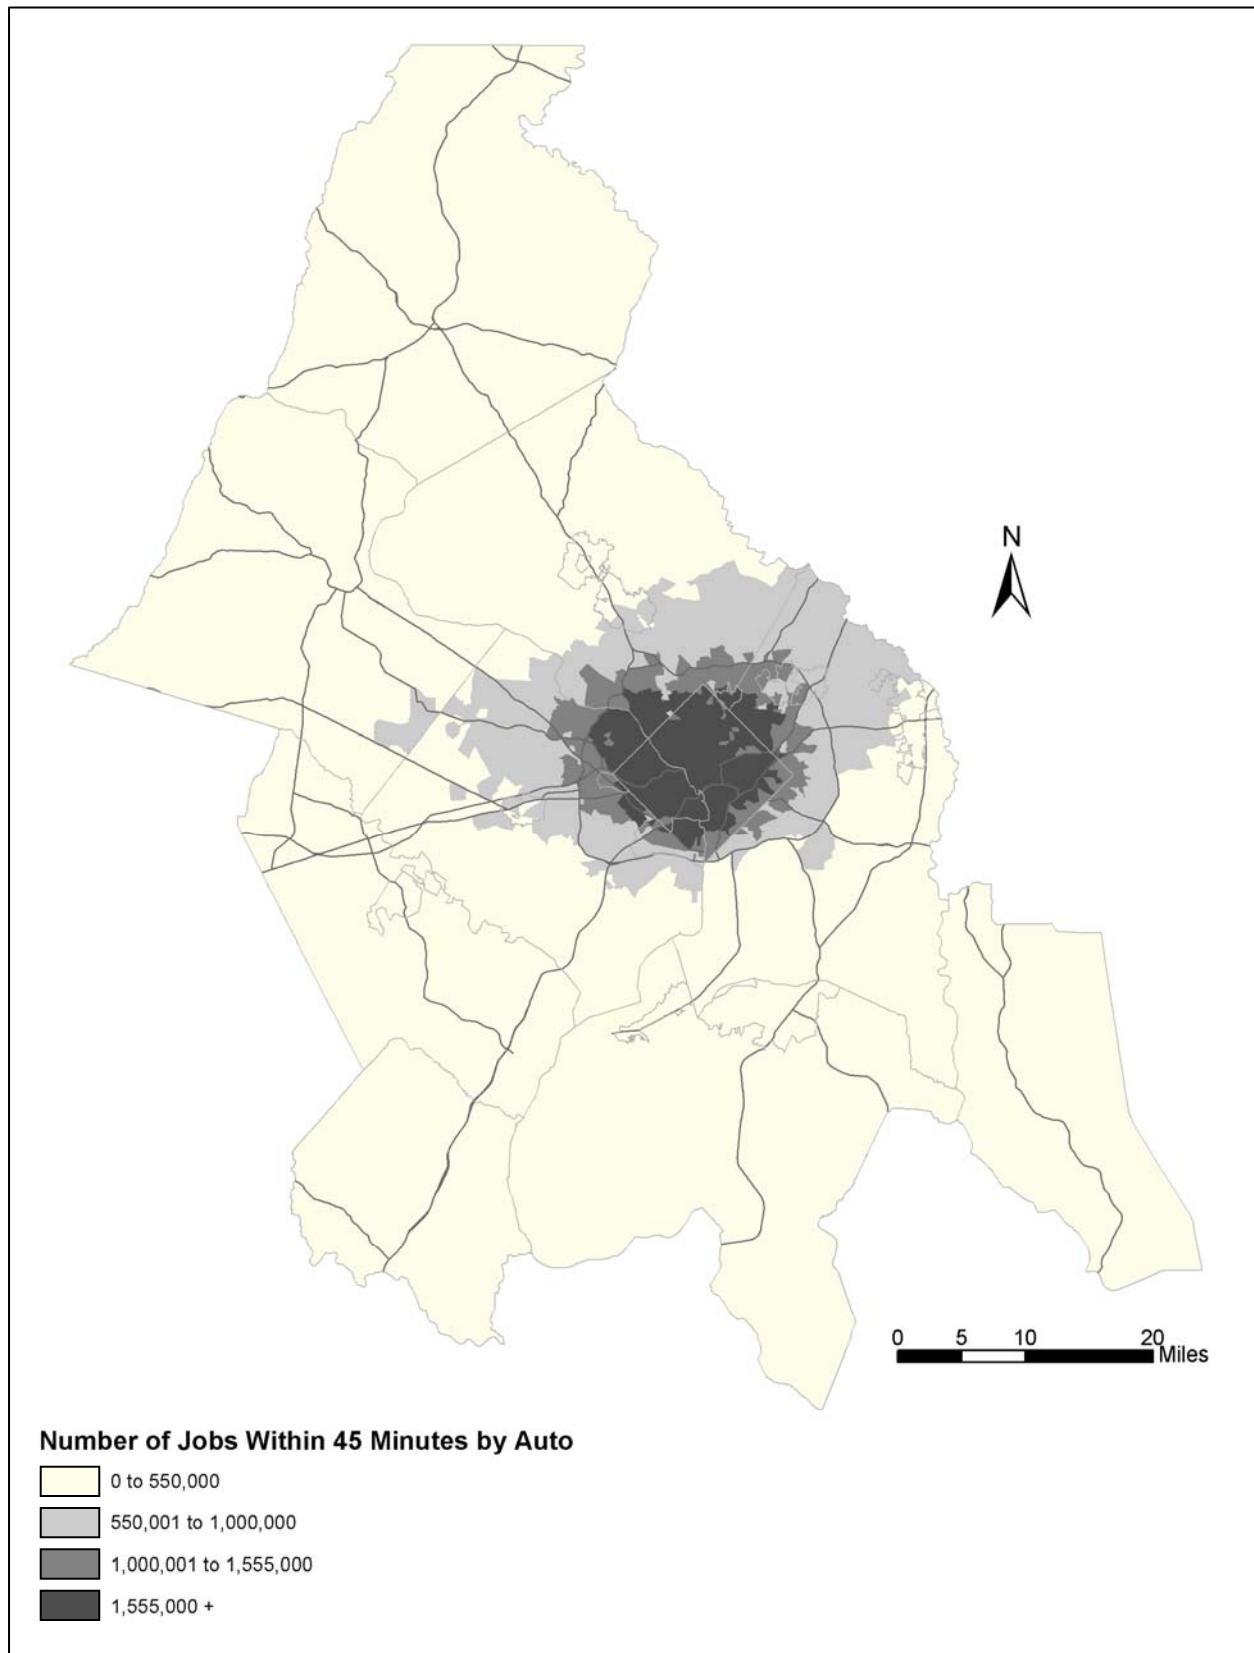 N
0 5 10 20
Miles
Number of Jobs Within 45 Minutes by Auto
0 to 550,000
550,001 to 1,000,000
1,000,001 to 1,555,000
1,555,000 +